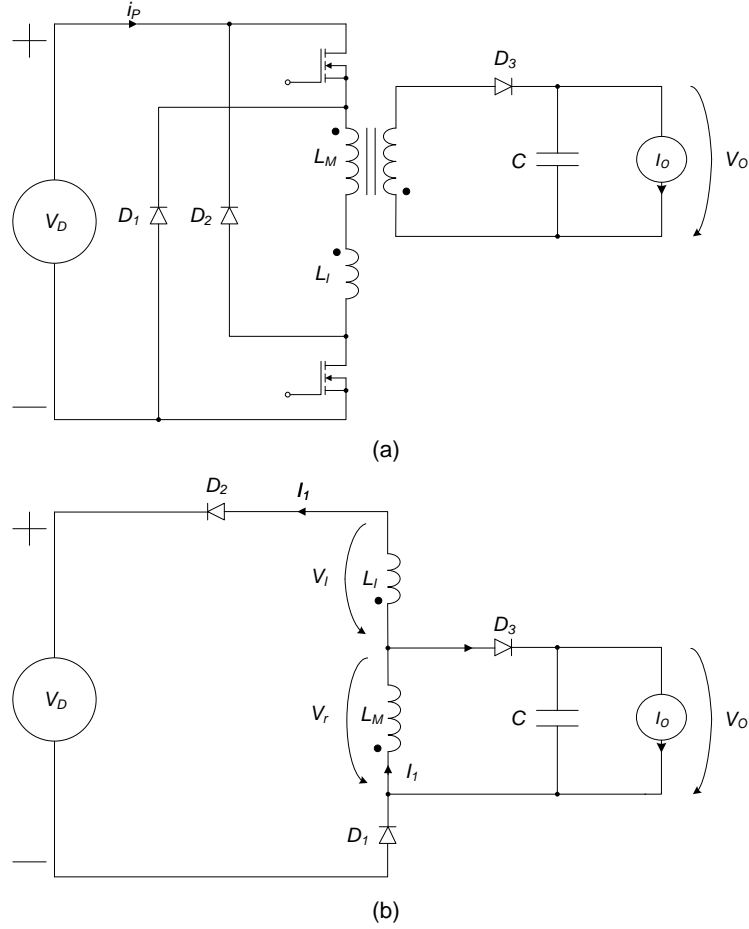 i_P
D_3
L_M
C
I_O
V_O
V_D
D_1
D_2
L_l
(a)
D_2
I_1
V_l
L_l
D_3
V_D
V_r
L_M
C
I_O
V_O
I_1
D_1
(b)